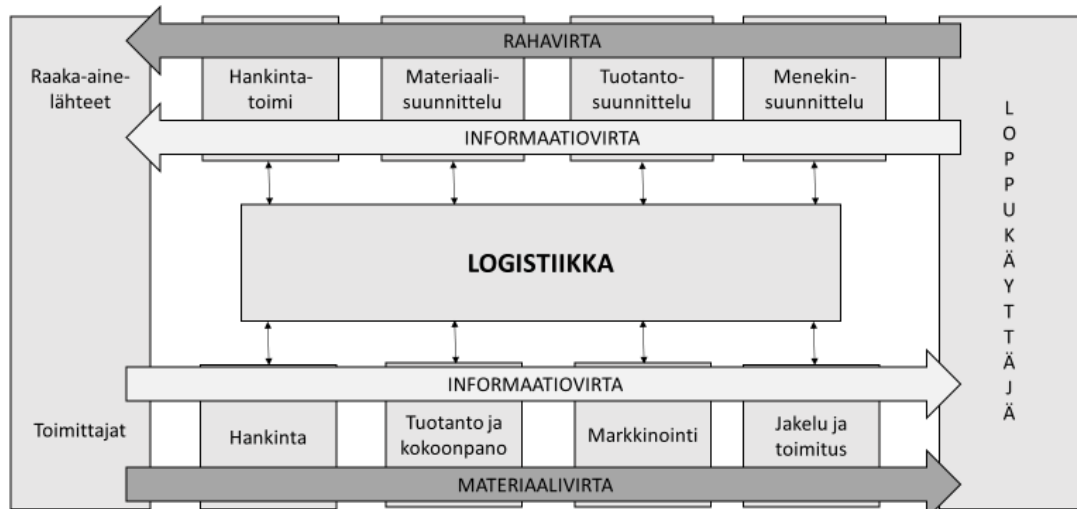 RAHAVIRTA
Raaka-aine-
lähteet
Hankinta-
toimi
Materiaali-
suunnittelu
Tuotanto-
suunnittelu
Menekin-
suunnittelu
INFORMAATIOVIRTA
LOGISTIIKKA
LOPPUKÄYTTÄJÄ
INFORMAATIOVIRTA
Toimittajat
Hankinta
Tuotanto ja
kokoonpano
Markkinointi
Jakelu ja
toimitus
MATERIAALIVIRTA